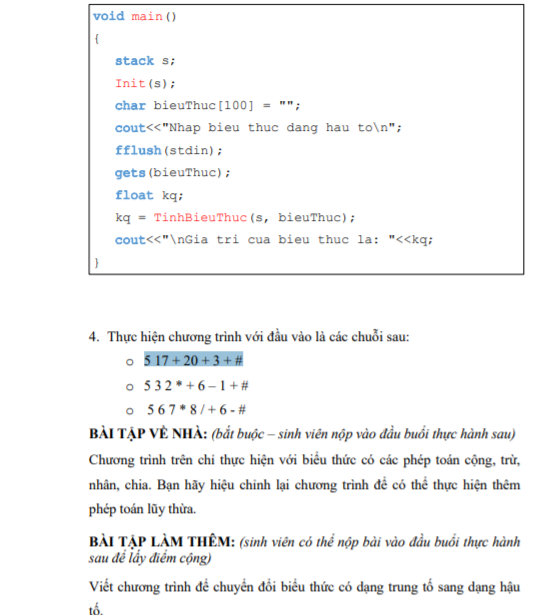 void main()
{
stack s;
Init(s);
char bieuThuc[100] = "";
cout<<"Nhap bieu thuc dang hau to\n";
fflush(stdin);
gets(bieuThuc);
float kq;
kq = TinhBieuThuc(s, bieuThuc);
cout<<"\nGia tri cua bieu thuc la: "<<kq;
}
4. Thực hiện chương trình với đầu vào là các chuỗi sau:
o 5 17 + 20 + 3 + #
o 5 3 2 * + 6 – 1 + #
o 5 6 7 * 8 / + 6 - #
BÀI TẬP VỀ NHÀ: (bắt buộc – sinh viên nộp vào đầu buổi thực hành sau)
Chương trình trên chỉ thực hiện với biểu thức có các phép toán cộng, trừ,
nhân, chia. Bạn hãy hiệu chỉnh lại chương trình để có thể thực hiện thêm
phép toán lũy thừa.
BÀI TẬP LÀM THÊM: (sinh viên có thể nộp bài vào đầu buổi thực hành
sau để lấy điểm cộng)
Viết chương trình để chuyển đổi biểu thức có dạng trung tố sang dạng hậu
tố.